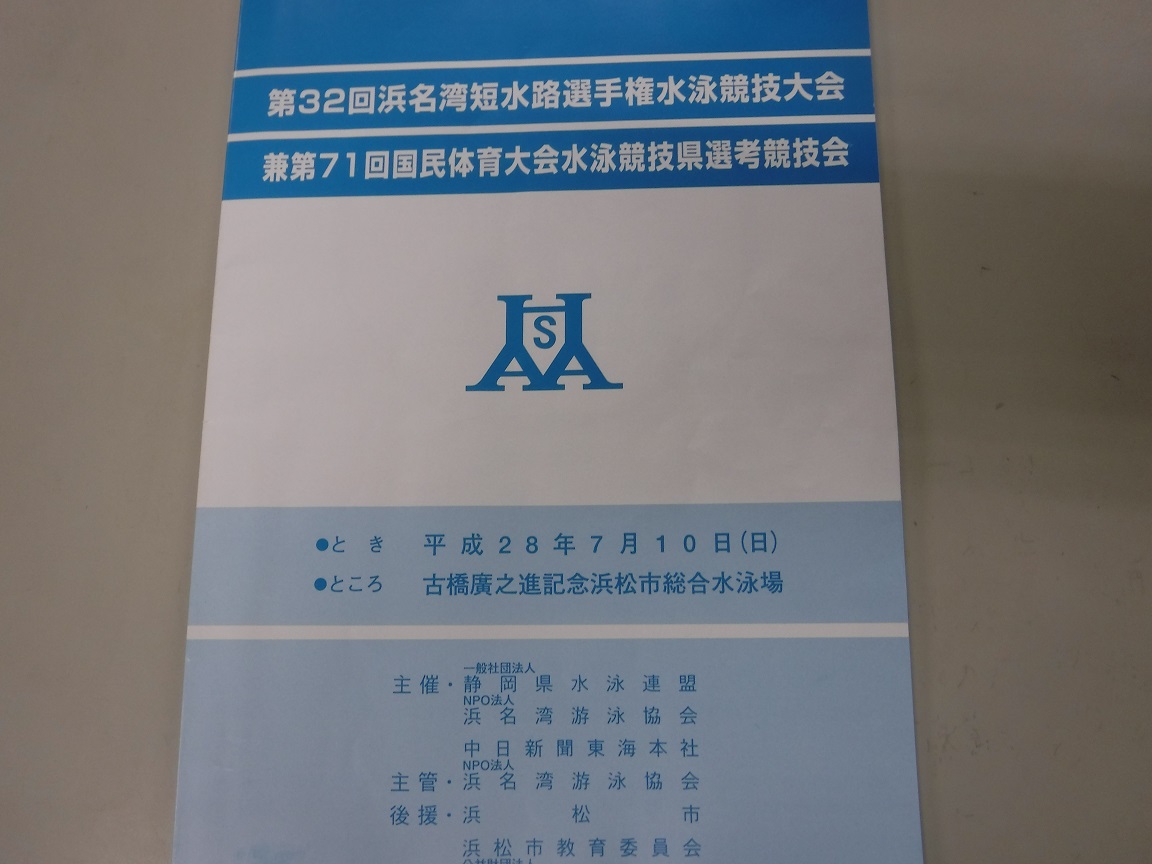 第32回浜名湾短水路選手権水泳競技大会
兼第71回国民体育大会水泳競技県選考競技会
HSAA
●とき 平成28年7月10日(日)
●ところ 古橋廣之進記念浜松市総合水泳場
一般社団法人
主催・静岡県水泳連盟
NPO法人
浜名湾游泳協会
中日新聞東海本社
NPO法人
主管・浜名湾游泳協会
後援・浜松市
浜松市教育委員会
公益財団法人